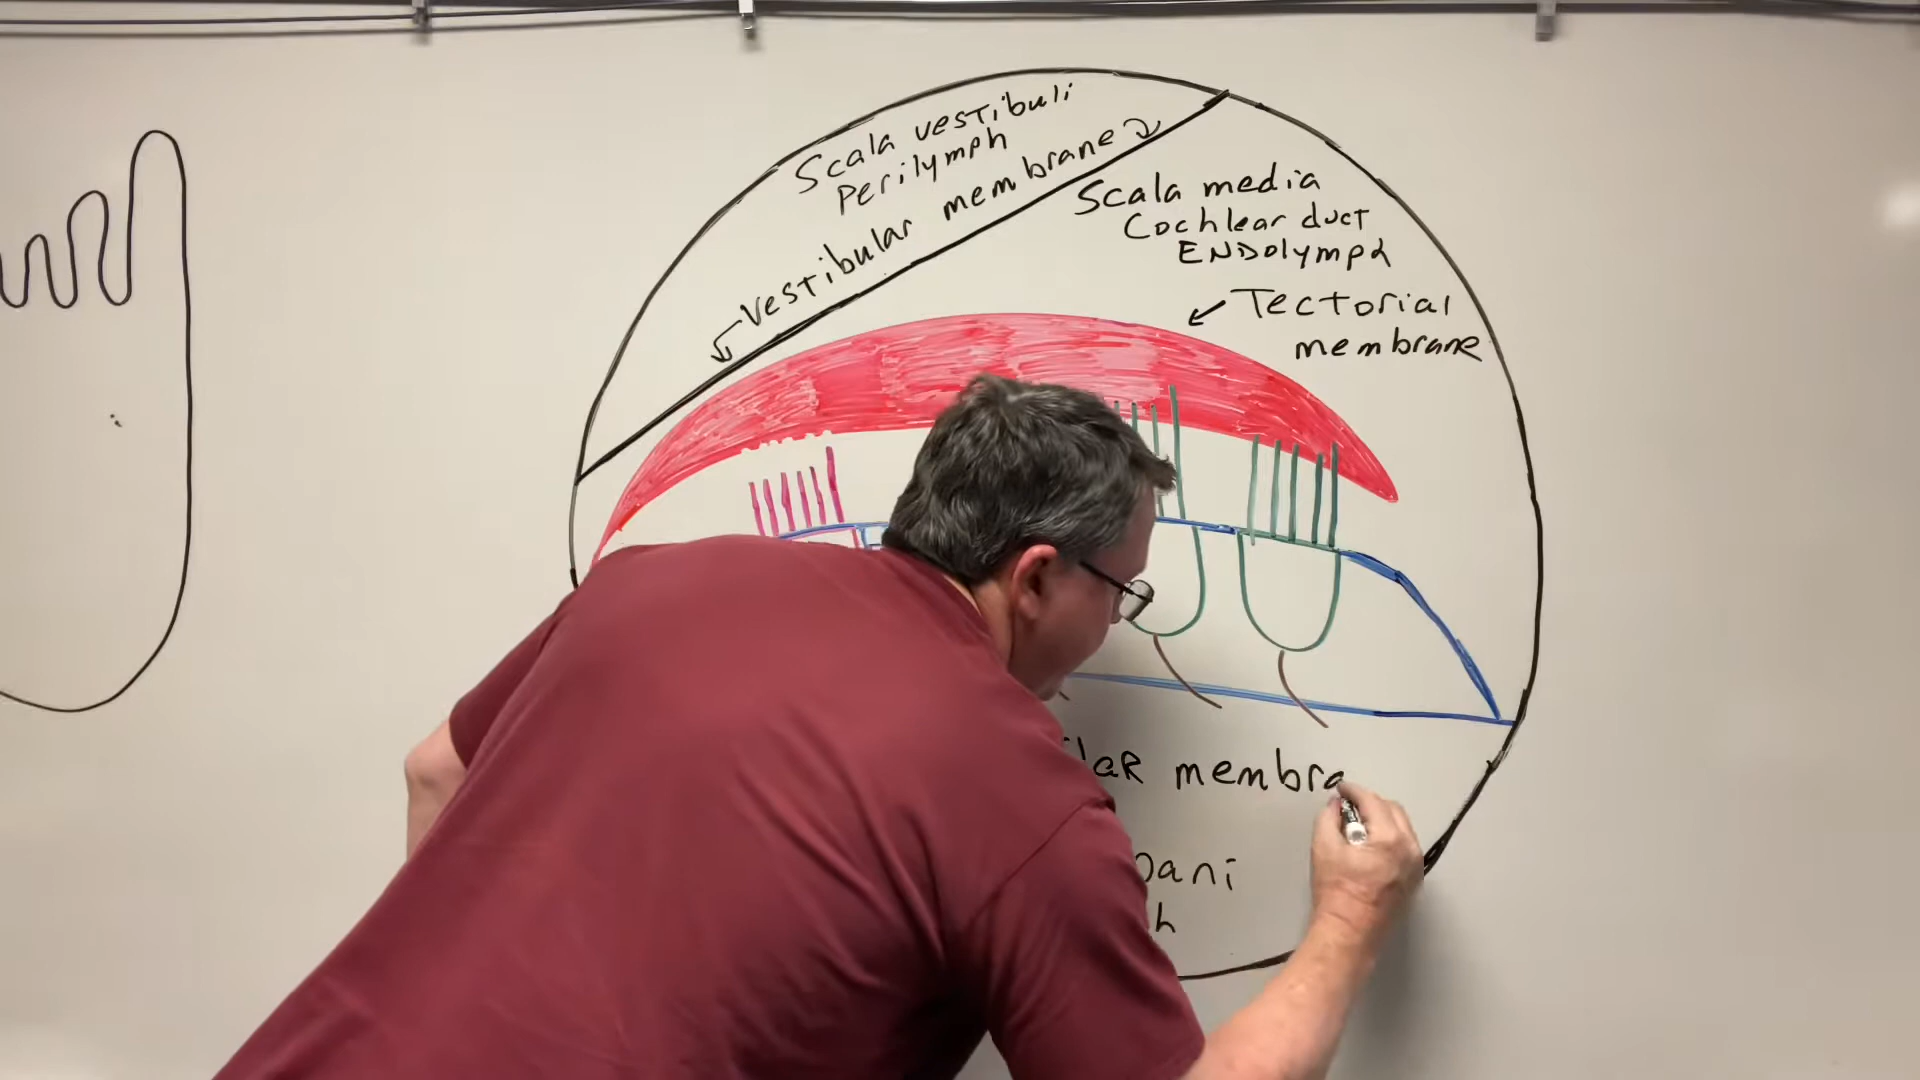 Scala vestibuli
Perilymph
vestibular membrane
Scala media
Cochlear duct
ENDOlymph
Tectorial
membrane
laR membra
pani
h